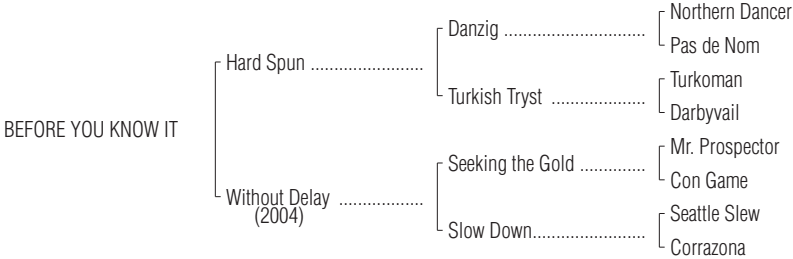 Northern Dancer
Danzig ..............................
Pas de Nom
Hard Spun ........................
Turkoman
Turkish Tryst ....................
Darbyvail
BEFORE YOU KNOW IT
Mr. Prospector
Seeking the Gold ..............
Con Game
Without Delay ..................
(2004)
Seattle Slew
Slow Down........................
Corrazona